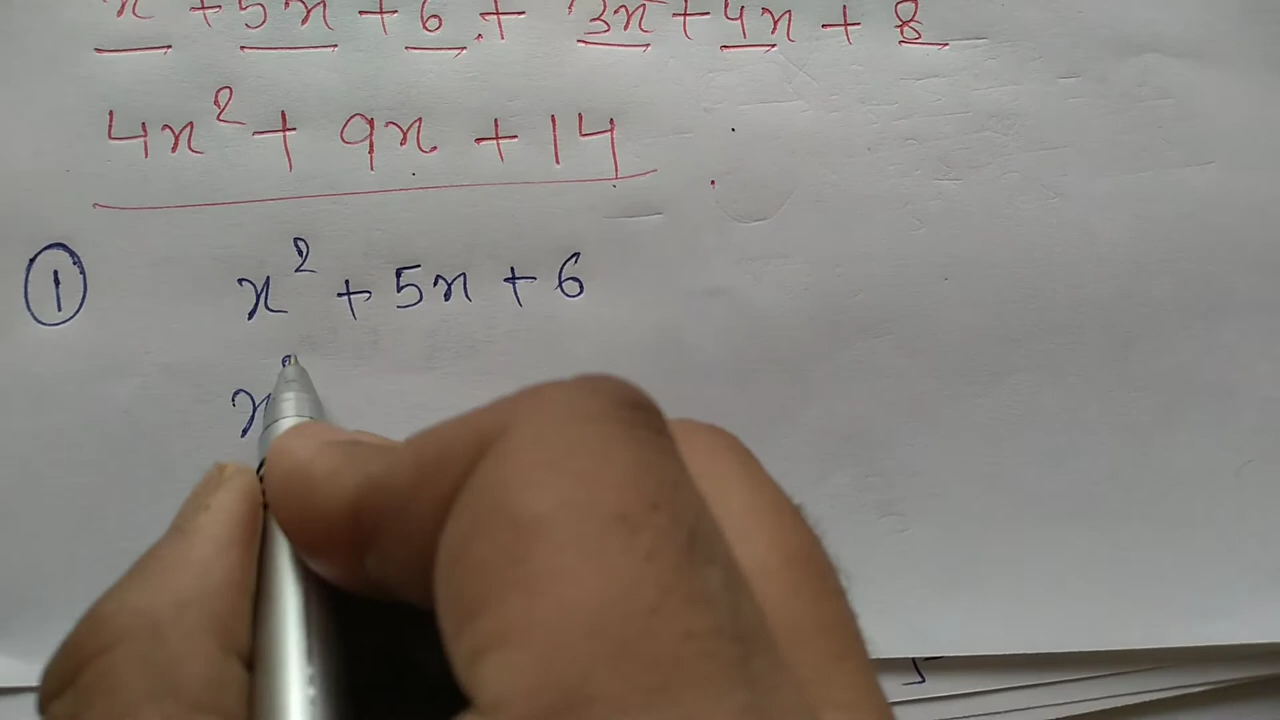 x + 5x + 6 + 3x + 4x + 8
4x² + 9x + 14
① x² + 5x + 6
x